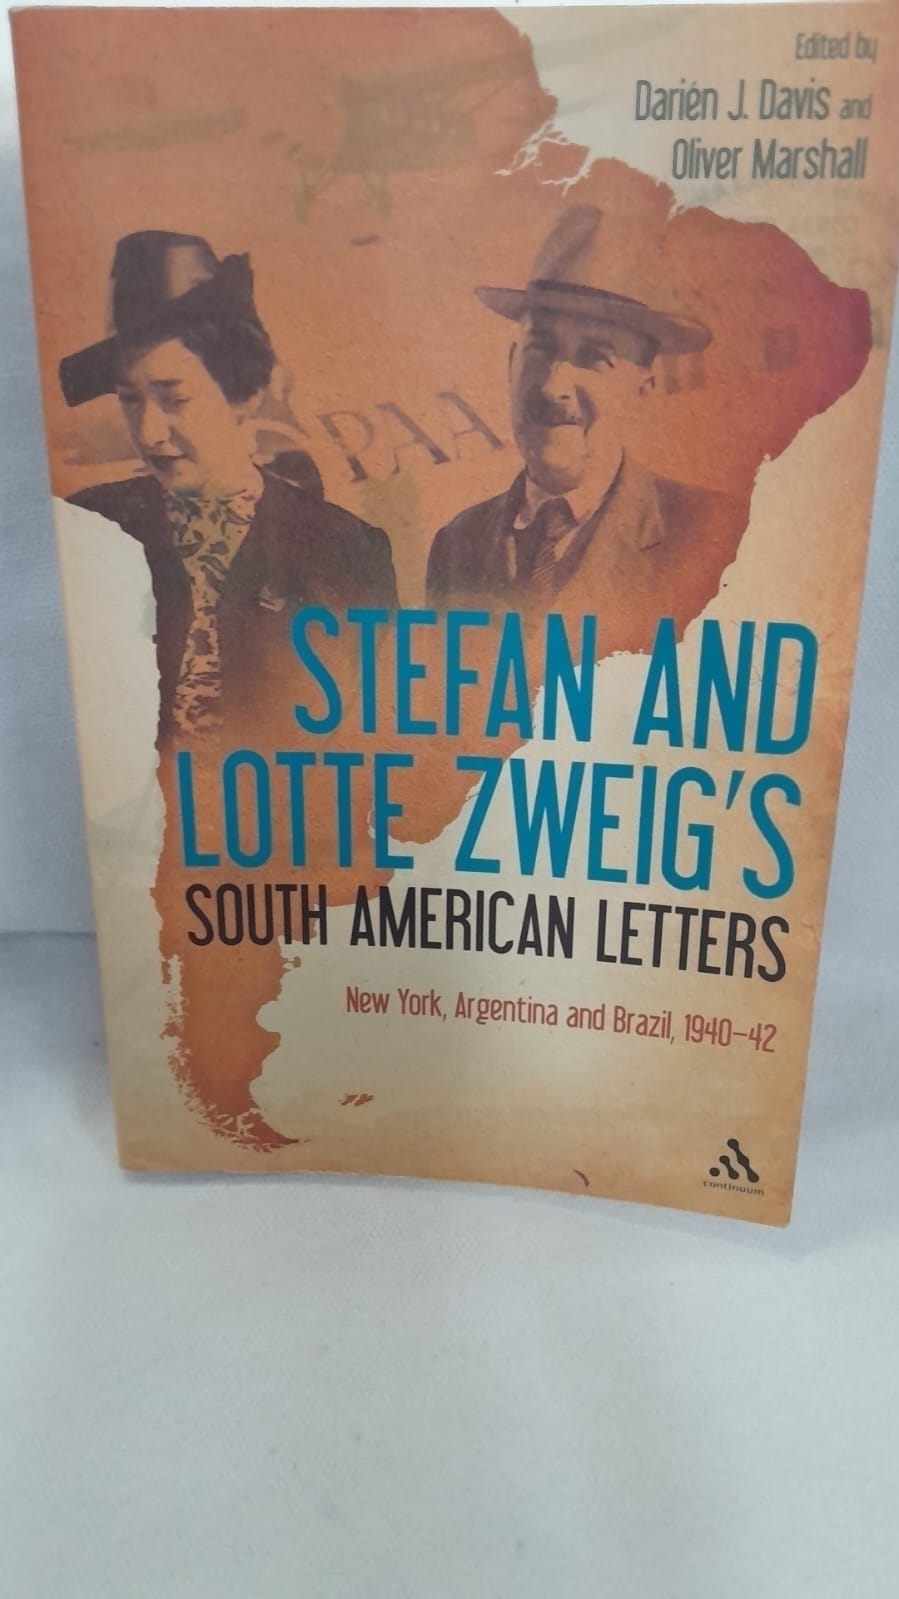 Edited by
Darién J. Davis and
Oliver Marshall
PAA
STEFAN AND
LOTTE ZWEIG'S
SOUTH AMERICAN LETTERS
New York, Argentina and Brazil, 1940–42
continuum